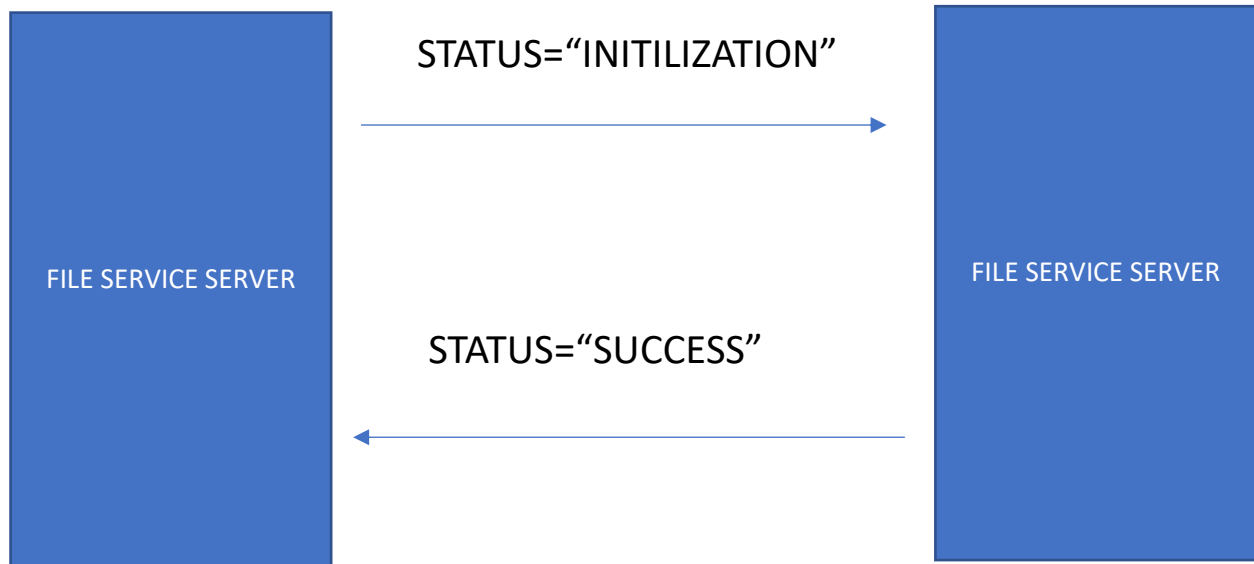 STATUS=“INITILIZATION”
FILE SERVICE SERVER
FILE SERVICE SERVER
STATUS=“SUCCESS”